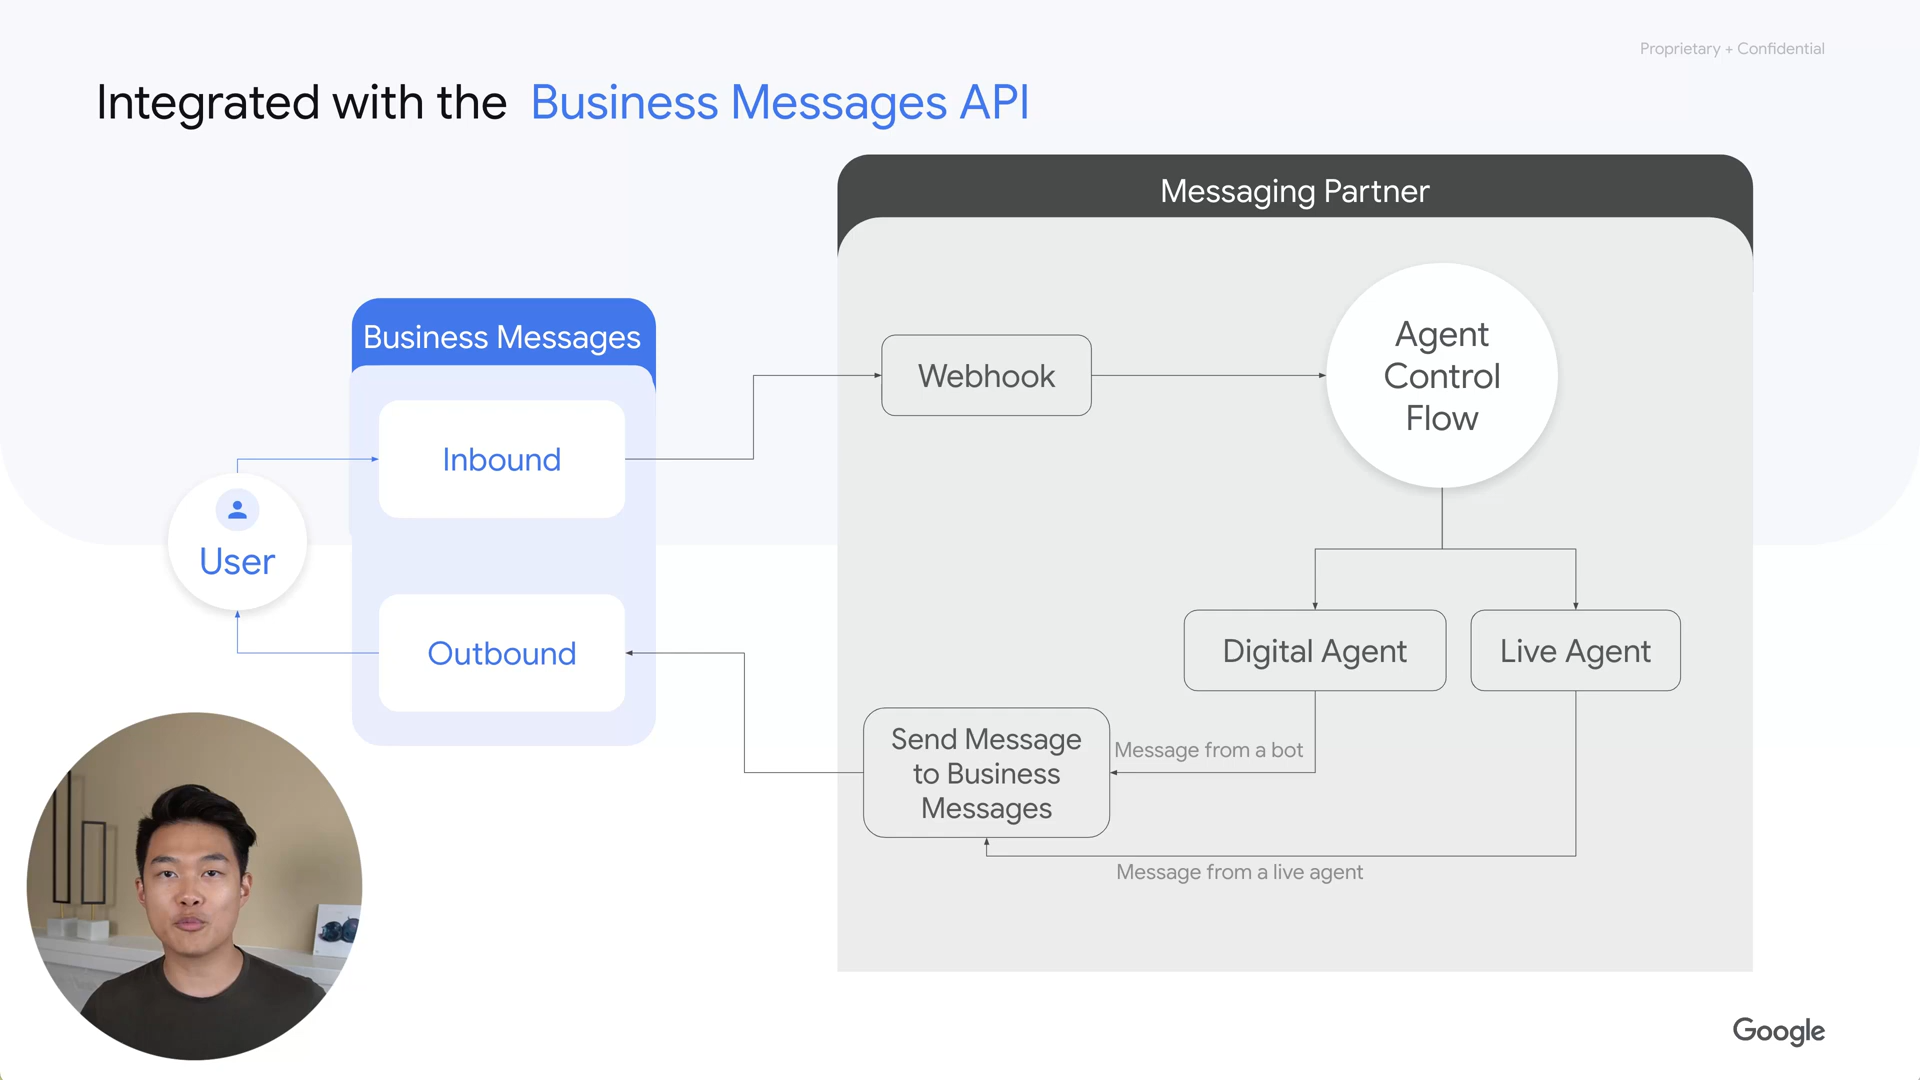 Proprietary + Confidential
Integrated with the Business Messages API
Messaging Partner
Business Messages
Webhook
Agent
Control
Flow
Inbound
User
Outbound
Digital Agent
Live Agent
Send Message
to Business
Messages
Message from a bot
Message from a live agent
Google